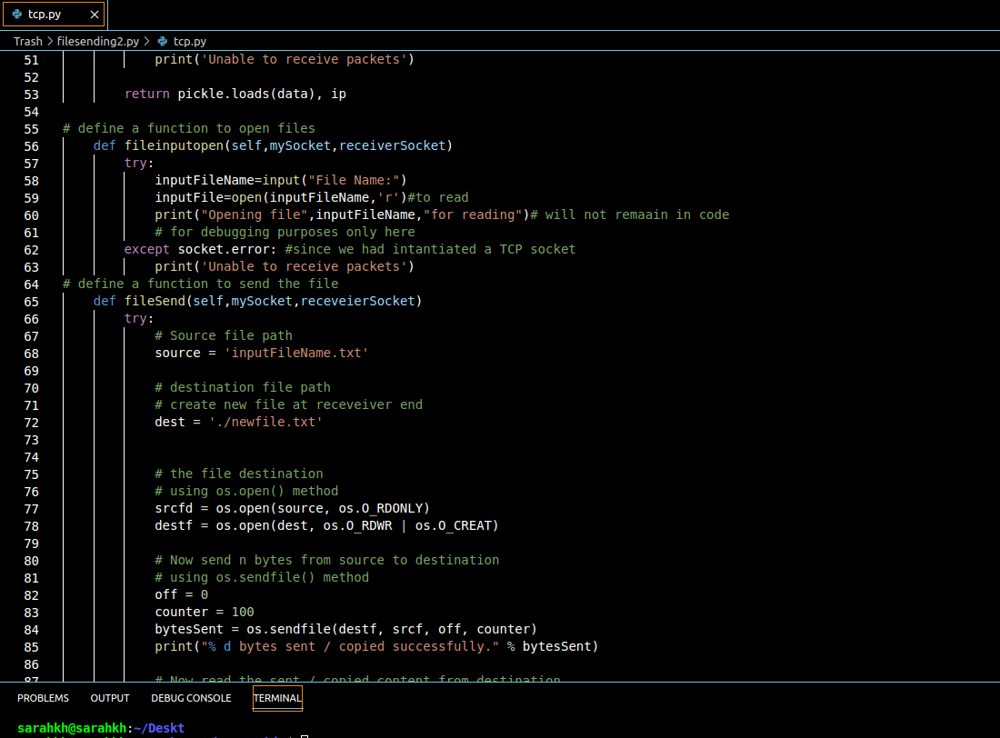 tcp.py ×
Trash > filesending2.py > tcp.py
51 print('Unable to receive packets')
52
53 return pickle.loads(data), ip
54
55 # define a function to open files
56 def fileinputopen(self,mySocket,receiverSocket)
57 try:
58 inputFileName=input("File Name:")
59 inputFile=open(inputFileName,'r')#to read
60 print("Opening file",inputFileName,"for reading")# will not remaain in code
61 # for debugging purposes only here
62 except socket.error: #since we had intantiated a TCP socket
63 print('Unable to receive packets')
64 # define a function to send the file
65 def fileSend(self,mySocket,receveierSocket)
66 try:
67 # Source file path
68 source = 'inputFileName.txt'
69
70 # destination file path
71 # create new file at receveiver end
72 dest = './newfile.txt'
73
74
75 # the file destination
76 # using os.open() method
77 srcfd = os.open(source, os.O_RDONLY)
78 destf = os.open(dest, os.O_RDWR | os.O_CREAT)
79
80 # Now send n bytes from source to destination
81 # using os.sendfile() method
82 off = 0
83 counter = 100
84 bytesSent = os.sendfile(destf, srcf, off, counter)
85 print("% d bytes sent / copied successfully." % bytesSent)
86
87 # Now read the sent / copied content from destination
PROBLEMS OUTPUT DEBUG CONSOLE TERMINAL
sarahkh@sarahkh:~/Deskt